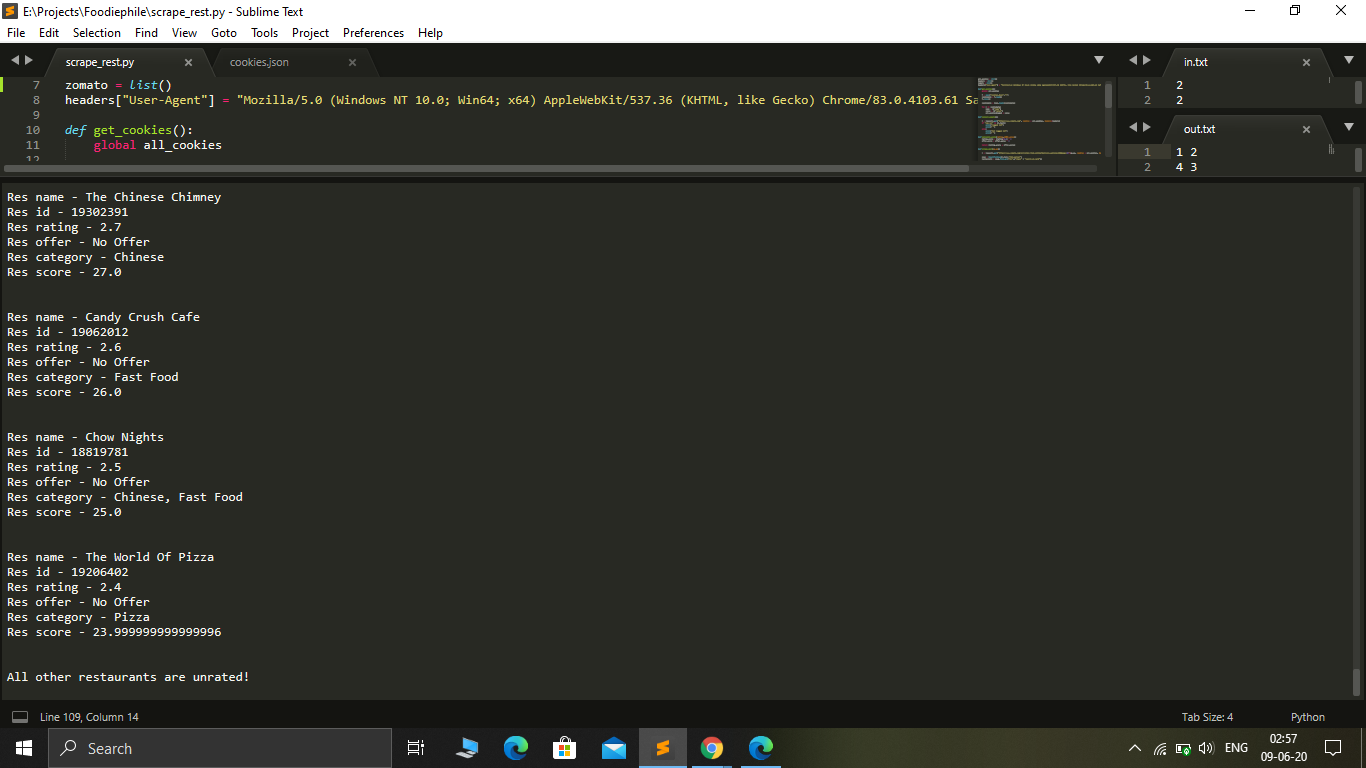 E:\Projects\Foodiephile\scrape_rest.py - Sublime Text
File Edit Selection Find View Goto Tools Project Preferences Help
scrape_rest.py
cookies.json
7 zomato = list()
8 headers["User-Agent"] = "Mozilla/5.0 (Windows NT 10.0; Win64; x64) AppleWebKit/537.36 (KHTML, like Gecko) Chrome/83.0.4103.61 Sa
9
10 def get_cookies():
11 global all_cookies
12
in.txt
1 2
2 2
out.txt
1 1 2
2 4 3
Res name - The Chinese Chimney
Res id - 19302391
Res rating - 2.7
Res offer - No Offer
Res category - Chinese
Res score - 27.0
Res name - Candy Crush Cafe
Res id - 19062012
Res rating - 2.6
Res offer - No Offer
Res category - Fast Food
Res score - 26.0
Res name - Chow Nights
Res id - 18819781
Res rating - 2.5
Res offer - No Offer
Res category - Chinese, Fast Food
Res score - 25.0
Res name - The World Of Pizza
Res id - 19206402
Res rating - 2.4
Res offer - No Offer
Res category - Pizza
Res score - 23.999999999999996
All other restaurants are unrated!
Line 109, Column 14
Tab Size: 4
Python
Search
ENG
02:57
09-06-20